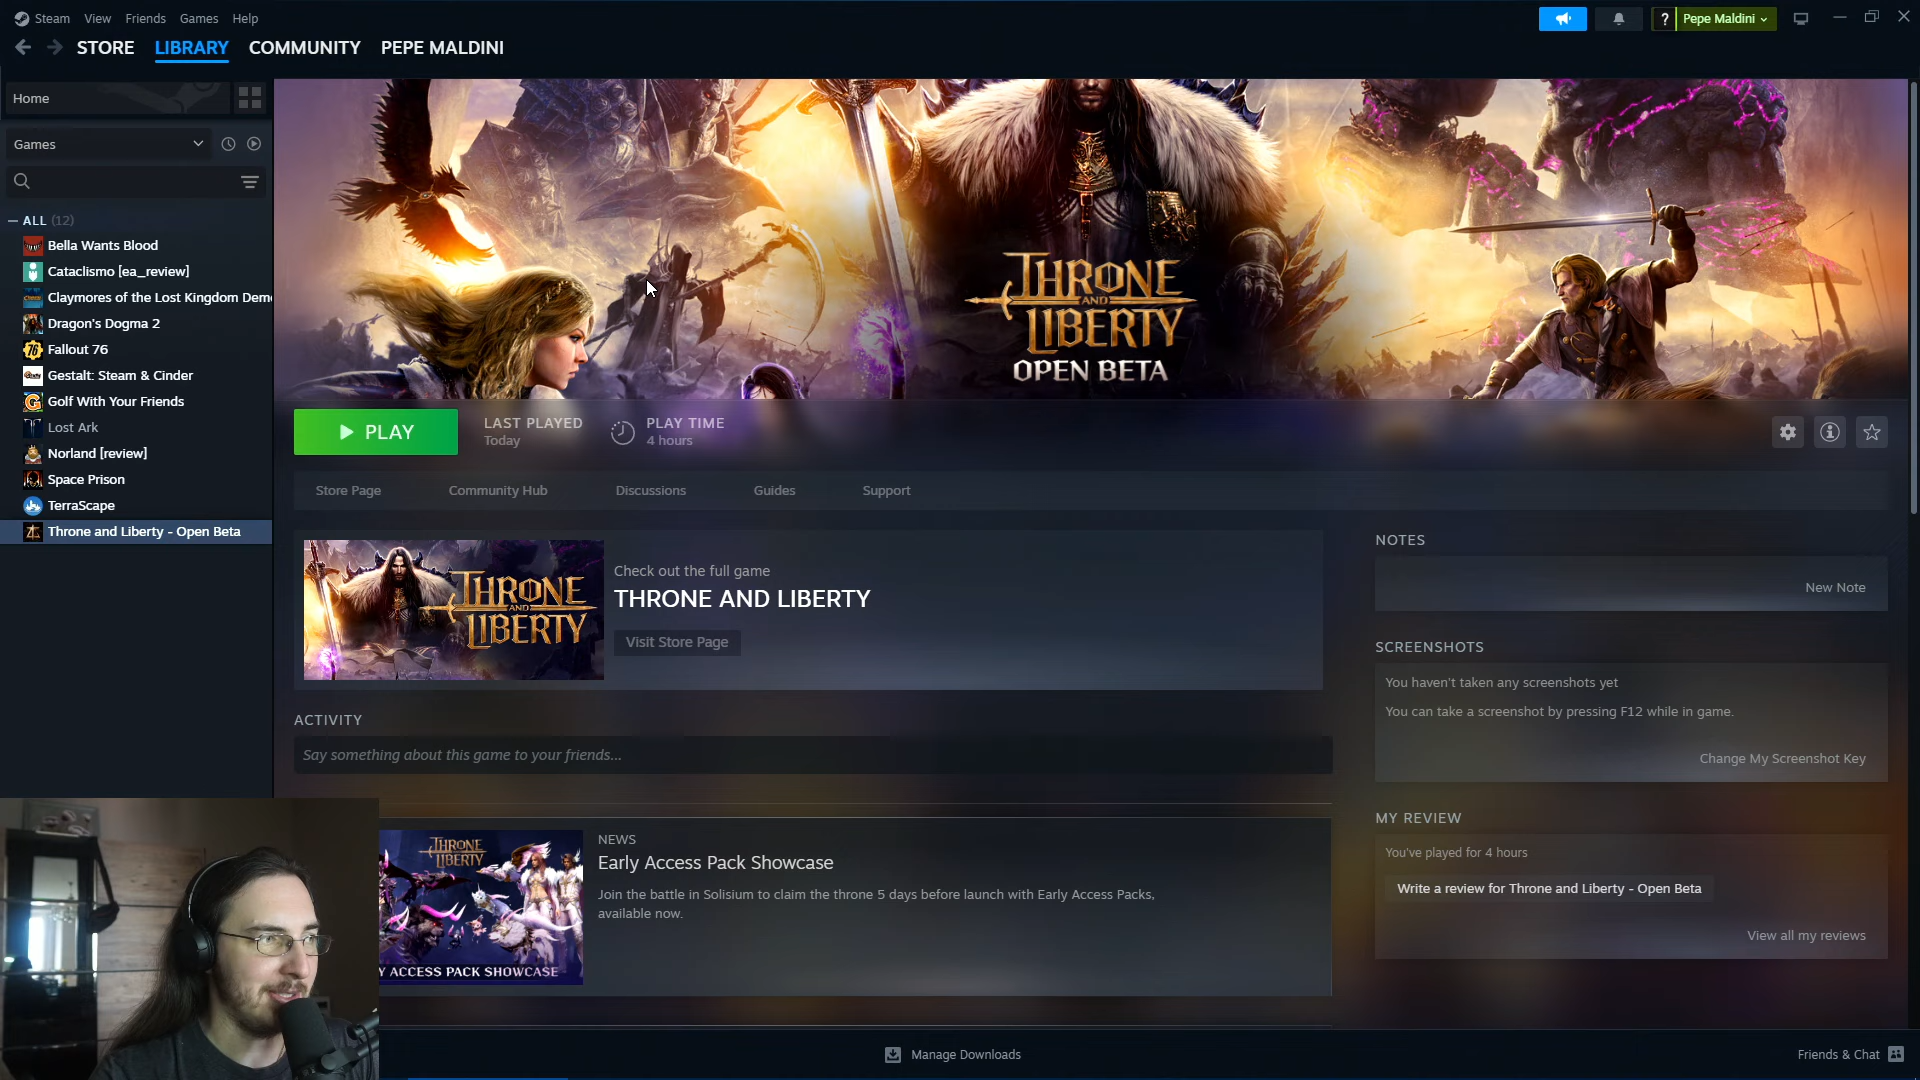 Steam View Friends Games Help
? Pepe Maldini
STORE LIBRARY COMMUNITY PEPE MALDINI
Home
Games
ALL (12)
Bella Wants Blood
Cataclismo [ea_review]
Claymores of the Lost Kingdom Dem
Dragon's Dogma 2
Fallout 76
Gestalt: Steam & Cinder
Golf With Your Friends
Lost Ark
Norland [review]
Space Prison
TerraScape
Throne and Liberty - Open Beta
THRONE
AND
LIBERTY
OPEN BETA
PLAY
LAST PLAYED
Today
PLAY TIME
4 hours
Store Page Community Hub Discussions Guides Support
THRONE
AND
LIBERTY
Check out the full game
THRONE AND LIBERTY
Visit Store Page
ACTIVITY
Say something about this game to your friends...
THRONE
AND
LIBERTY
Y ACCESS PACK SHOWCASE
NEWS
Early Access Pack Showcase
Join the battle in Solisium to claim the throne 5 days before launch with Early Access Packs,
available now.
NOTES
New Note
SCREENSHOTS
You haven't taken any screenshots yet
You can take a screenshot by pressing F12 while in game.
Change My Screenshot Key
MY REVIEW
You've played for 4 hours
Write a review for Throne and Liberty - Open Beta
View all my reviews
Manage Downloads
Friends & Chat